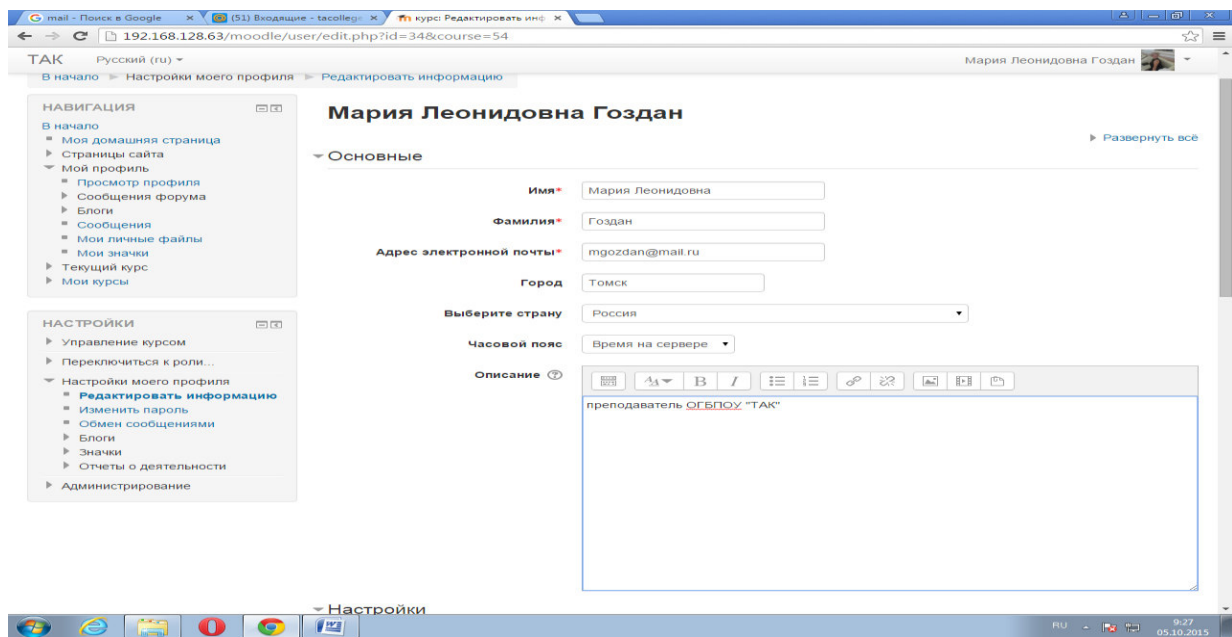 mail - Поиск в Google
(51) Входящие - tacollege
курс: Редактировать инф
192.168.128.63/moodle/user/edit.php?id=34&course=54
ТАК Русский (ru) Мария Леонидовна Гоздан
В начало Настройки моего профиля Редактировать информацию
НАВИГАЦИЯ
В начало
Моя домашняя страница
Страницы сайта
Мой профиль
Просмотр профиля
Сообщения форума
Блоги
Сообщения
Мои личные файлы
Мои значки
Текущий курс
Мои курсы
НАСТРОЙКИ
Управление курсом
Переключиться к роли...
Настройки моего профиля
Редактировать информацию
Изменить пароль
Обмен сообщениями
Блоги
Значки
Отчеты о деятельности
Администрирование
Мария Леонидовна Гоздан
Развернуть всё
Основные
Имя* Мария Леонидовна
Фамилия* Гоздан
Адрес электронной почты* mgozdan@mail.ru
Город Томск
Выберите страну Россия
Часовой пояс Время на сервере
Описание
преподаватель ОГБПОУ "ТАК"
Настройки
RU
9:27
05.10.2015